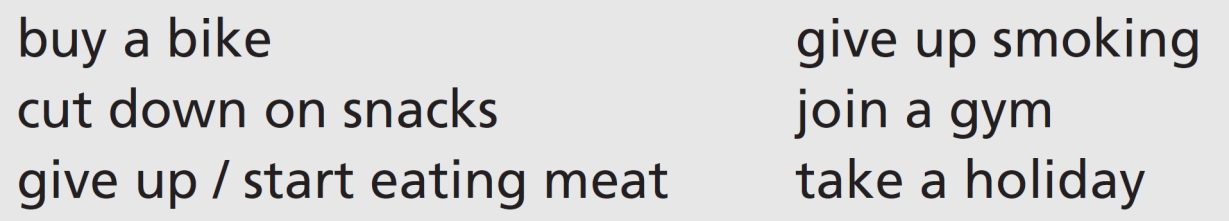 buy a bike
cut down on snacks
give up / start eating meat
give up smoking
join a gym
take a holiday